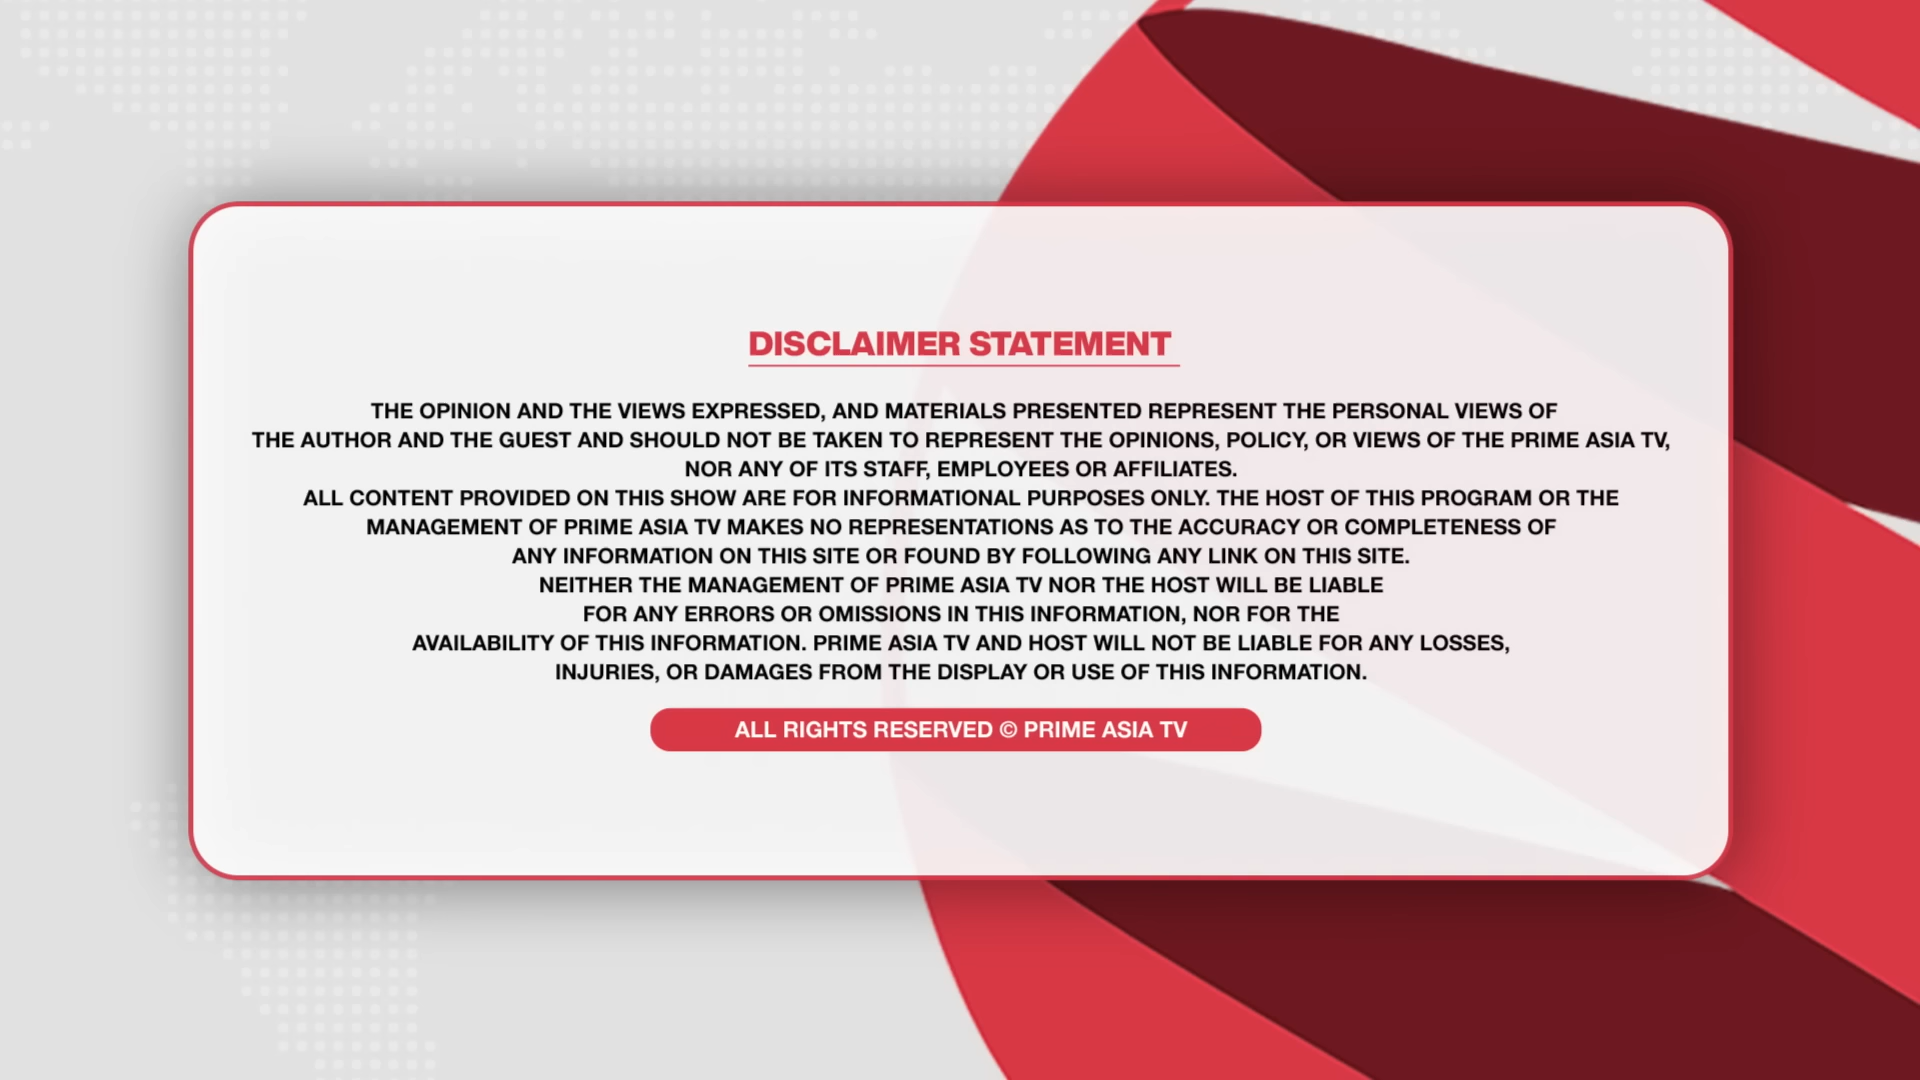 DISCLAIMER STATEMENT
THE OPINION AND THE VIEWS EXPRESSED, AND MATERIALS PRESENTED REPRESENT THE PERSONAL VIEWS OF
THE AUTHOR AND THE GUEST AND SHOULD NOT BE TAKEN TO REPRESENT THE OPINIONS, POLICY, OR VIEWS OF THE PRIME ASIA TV,
NOR ANY OF ITS STAFF, EMPLOYEES OR AFFILIATES.
ALL CONTENT PROVIDED ON THIS SHOW ARE FOR INFORMATIONAL PURPOSES ONLY. THE HOST OF THIS PROGRAM OR THE
MANAGEMENT OF PRIME ASIA TV MAKES NO REPRESENTATIONS AS TO THE ACCURACY OR COMPLETENESS OF
ANY INFORMATION ON THIS SITE OR FOUND BY FOLLOWING ANY LINK ON THIS SITE.
NEITHER THE MANAGEMENT OF PRIME ASIA TV NOR THE HOST WILL BE LIABLE
FOR ANY ERRORS OR OMISSIONS IN THIS INFORMATION, NOR FOR THE
AVAILABILITY OF THIS INFORMATION. PRIME ASIA TV AND HOST WILL NOT BE LIABLE FOR ANY LOSSES,
INJURIES, OR DAMAGES FROM THE DISPLAY OR USE OF THIS INFORMATION.
ALL RIGHTS RESERVED © PRIME ASIA TV